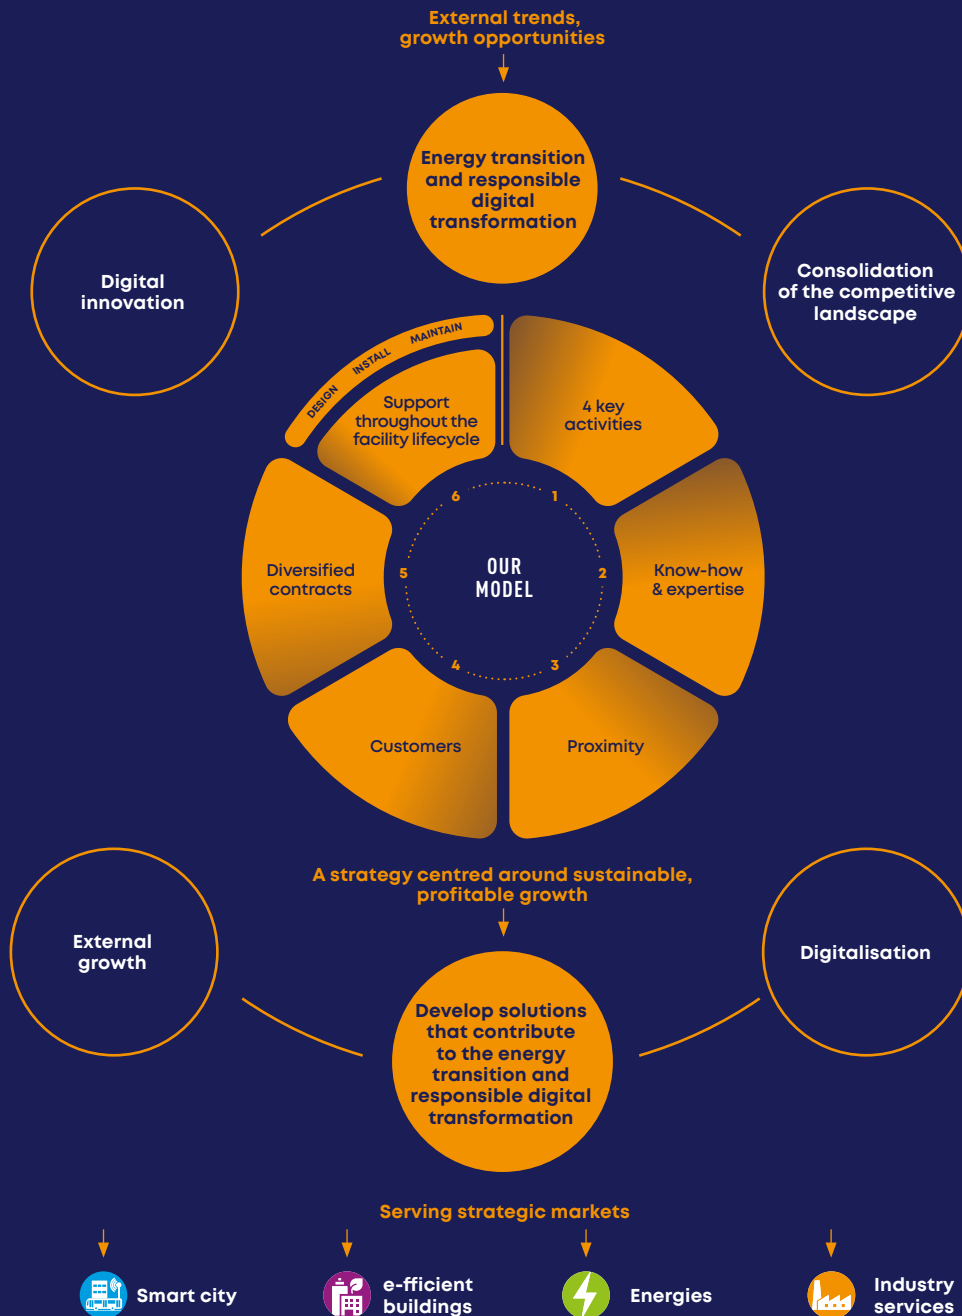 External trends,
growth opportunities
Energy transition
and responsible
digital
transformation
Digital
innovation
Consolidation
of the competitive
landscape
DESIGN INSTALL MAINTAIN
Support
throughout the
facility lifecycle
4 key
activities
6
1
Diversified
contracts
5
OUR
MODEL
2
Know-how
& expertise
4
3
Customers
Proximity
A strategy centred around sustainable,
profitable growth
External
growth
Digitalisation
Develop solutions
that contribute
to the energy
transition and
responsible digital
transformation
Serving strategic markets
Smart city
e-fficient
buildings
Energies
Industry
services